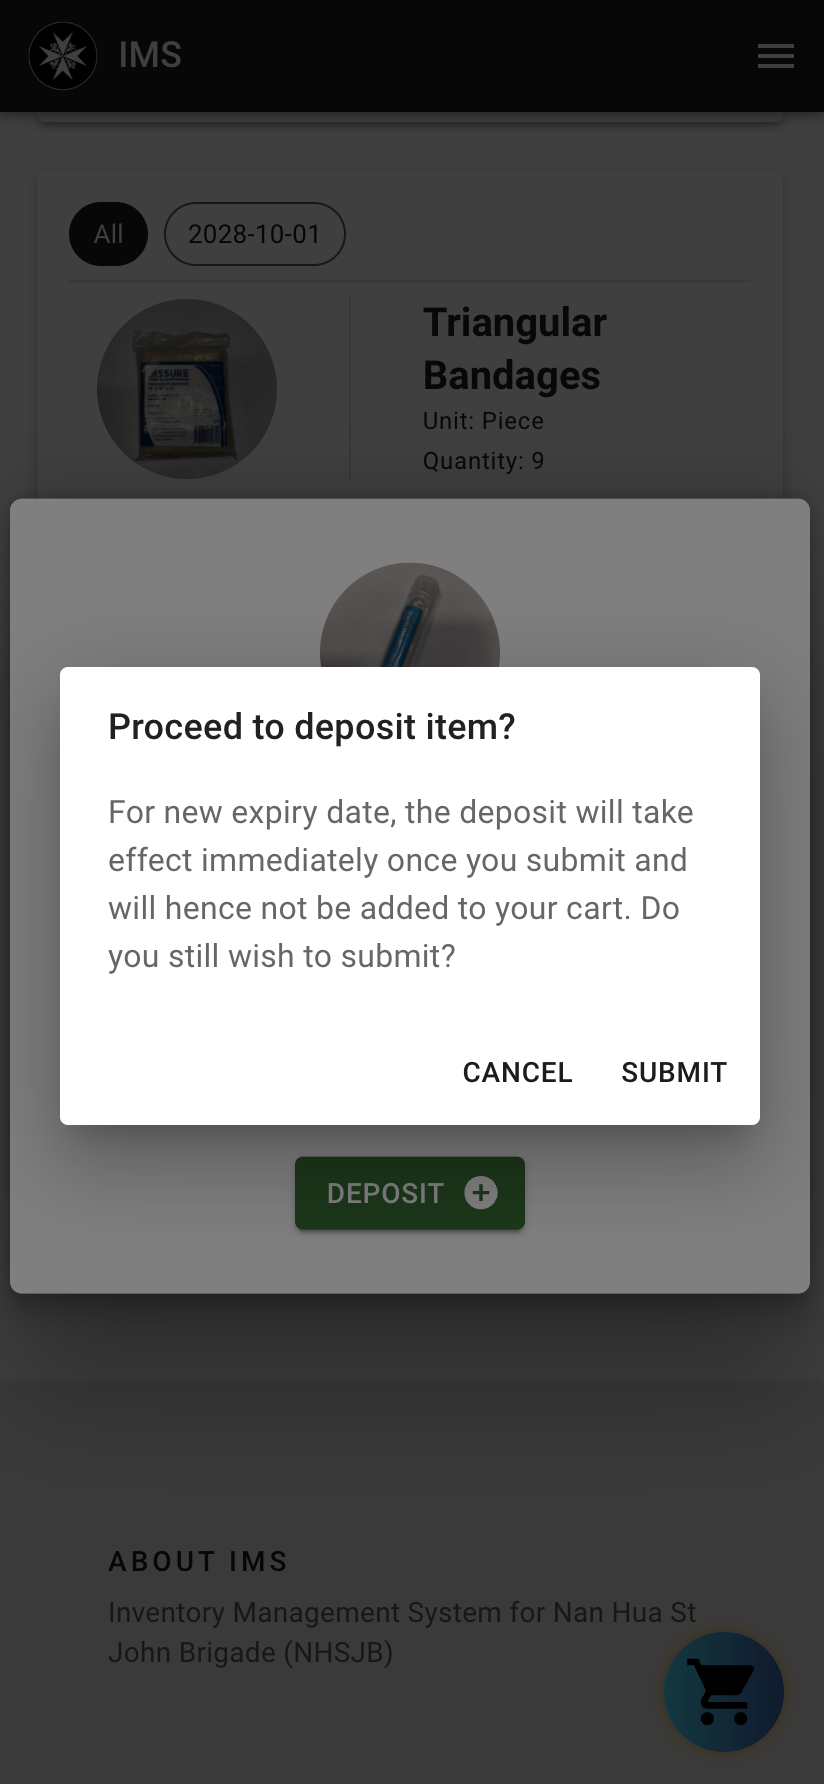 IMS
All
2028-10-01
ASSURE
Triangular
Bandages
Unit: Piece
Quantity: 9
Proceed to deposit item?
For new expiry date, the deposit will take
effect immediately once you submit and
will hence not be added to your cart. Do
you still wish to submit?
CANCEL
SUBMIT
DEPOSIT
ABOUT IMS
Inventory Management System for Nan Hua St
John Brigade (NHSJB)